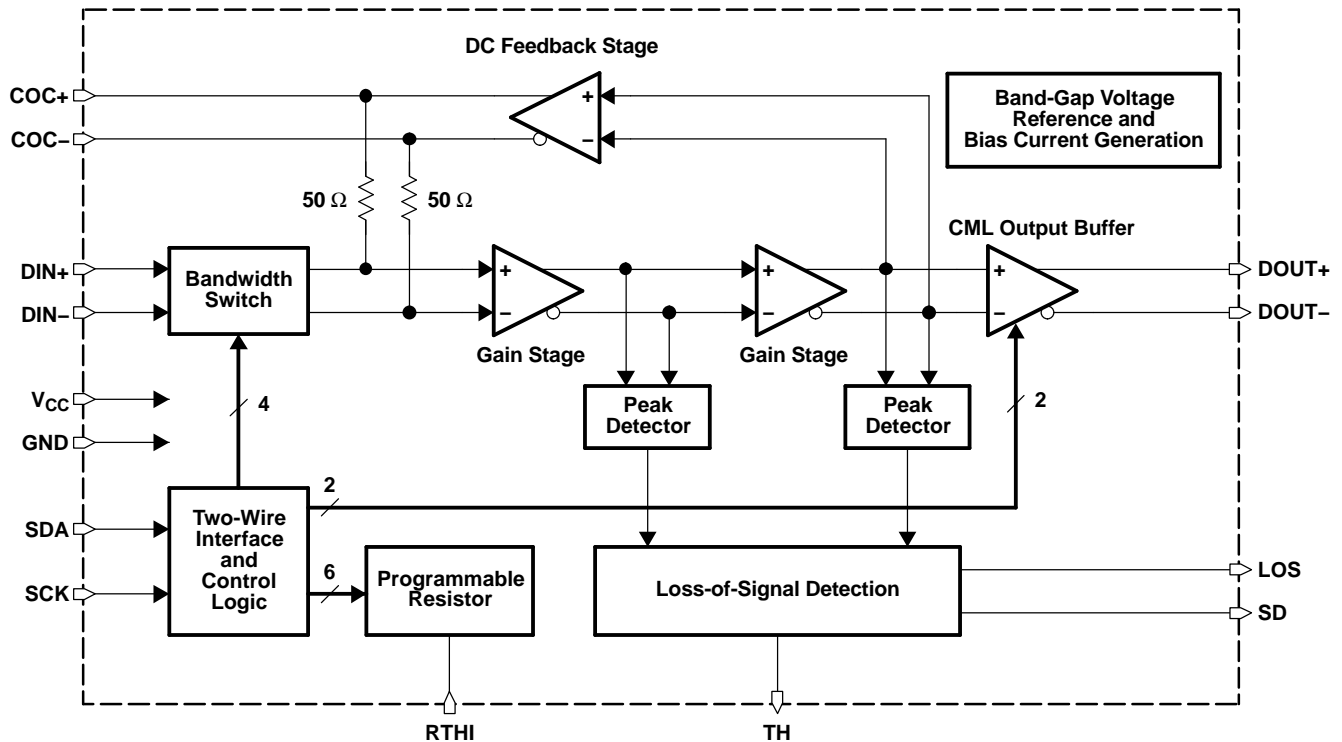 DC Feedback Stage
COC+
COC−
+
−
Band-Gap Voltage
Reference and
Bias Current Generation
50 Ω
50 Ω
CML Output Buffer
DIN+
DIN−
Bandwidth
Switch
+
−
Gain Stage
+
−
Gain Stage
+
−
DOUT+
DOUT−
VCC
GND
4
Peak
Detector
Peak
Detector
2
2
SDA
SCK
Two-Wire
Interface
and
Control
Logic
6
Programmable
Resistor
Loss-of-Signal Detection
LOS
SD
RTHI
TH